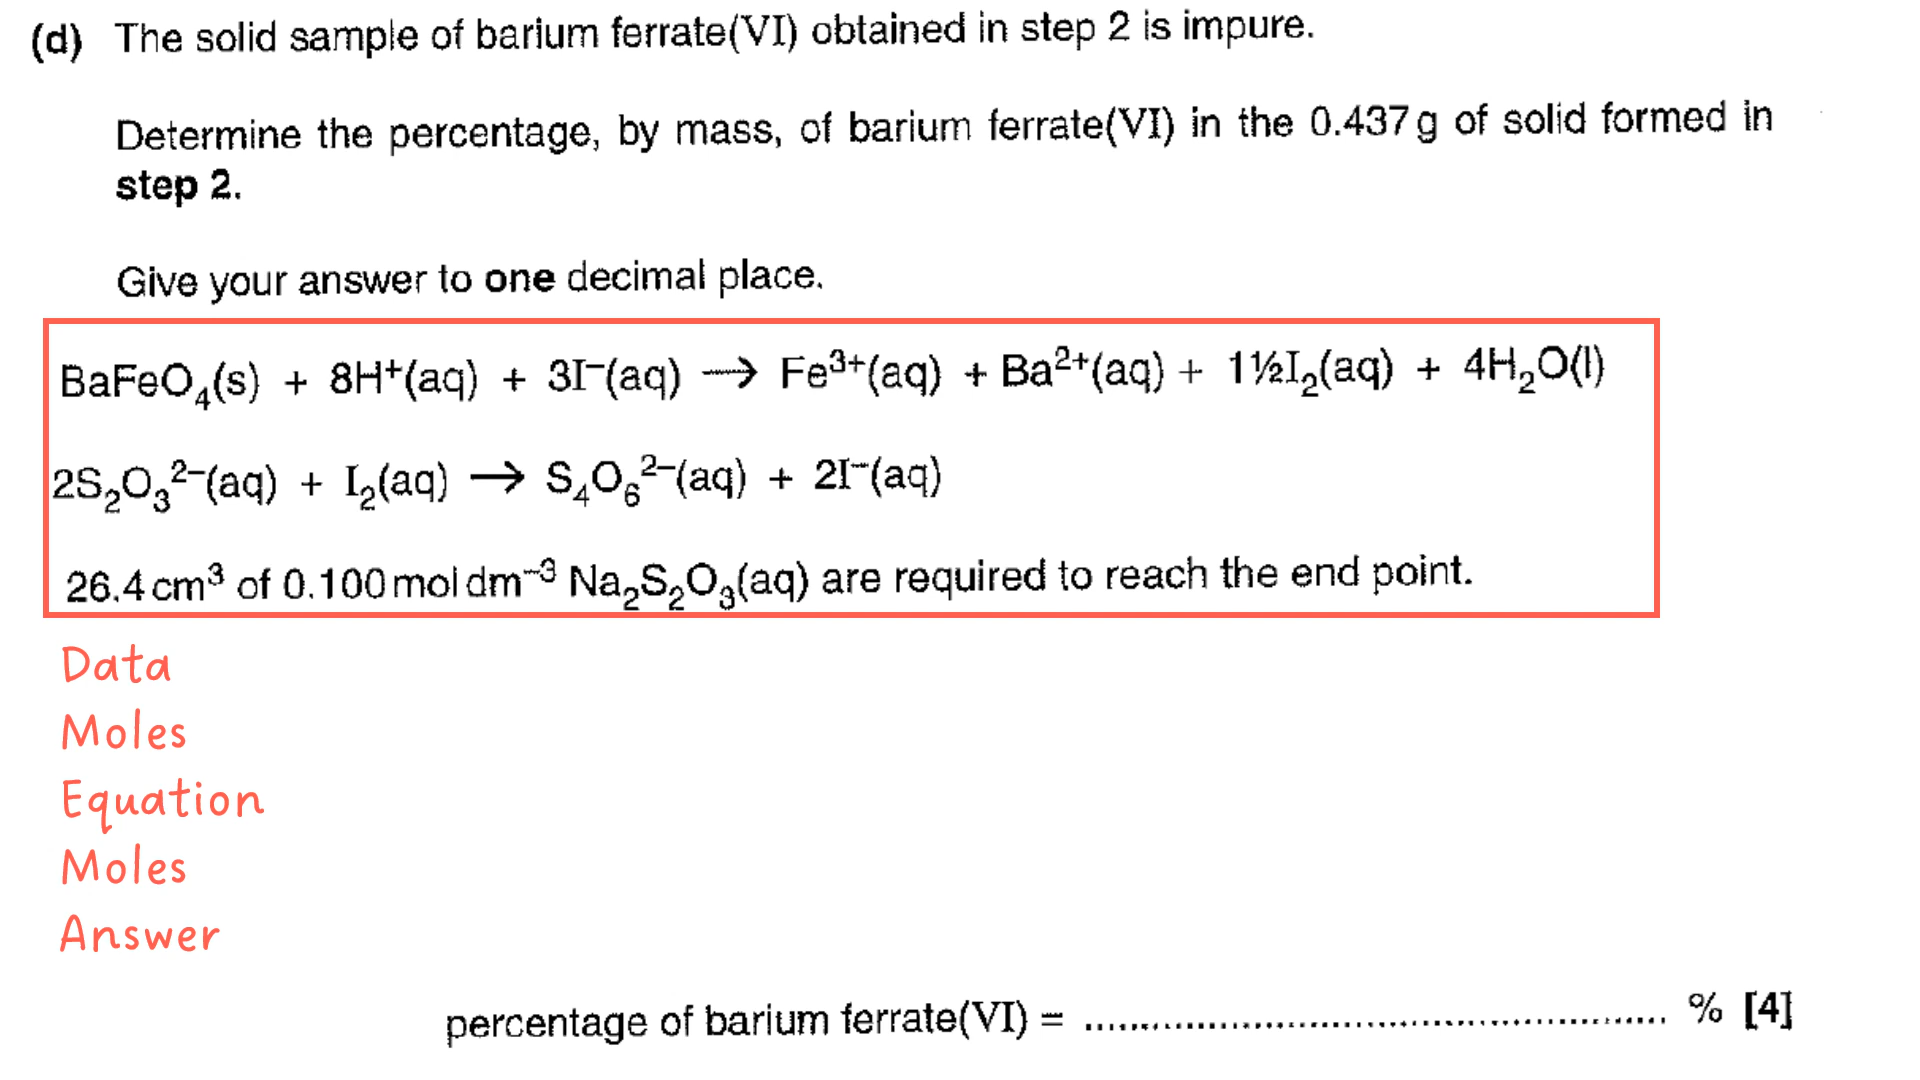 (d) The solid sample of barium ferrate(VI) obtained in step 2 is impure.
Determine the percentage, by mass, of barium ferrate(VI) in the 0.437 g of solid formed in
step 2.
Give your answer to one decimal place.
BaFeO₄(s) + 8H⁺(aq) + 3I⁻(aq) → Fe³⁺(aq) + Ba²⁺(aq) + 1½I₂(aq) + 4H₂O(l)
2S₂O₃²⁻(aq) + I₂(aq) → S₄O₆²⁻(aq) + 2I⁻(aq)
26.4 cm³ of 0.100 mol dm⁻³ Na₂S₂O₃(aq) are required to reach the end point.
Data
Moles
Equation
Moles
Answer
percentage of barium ferrate(VI) = .................................................. % [4]